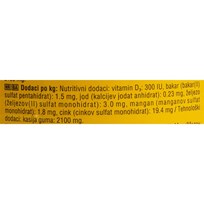 Dodaci po kg: Nutritivni dodaci: vitamin D₃: 300 IU, bakar (bakar(II)
sulfat pentahidrat): 1.5 mg, jod (kalcijev jodat anhidrat): 0.23 mg, željezo
(željezov(II) sulfat monohidrat): 3.0 mg, mangan (manganov sulfat
monohidrat): 1.8 mg, cink (cinkov sulfat monohidrat): 19.4 mg / Tehnološki
dodaci: kasija guma: 2100 mg.